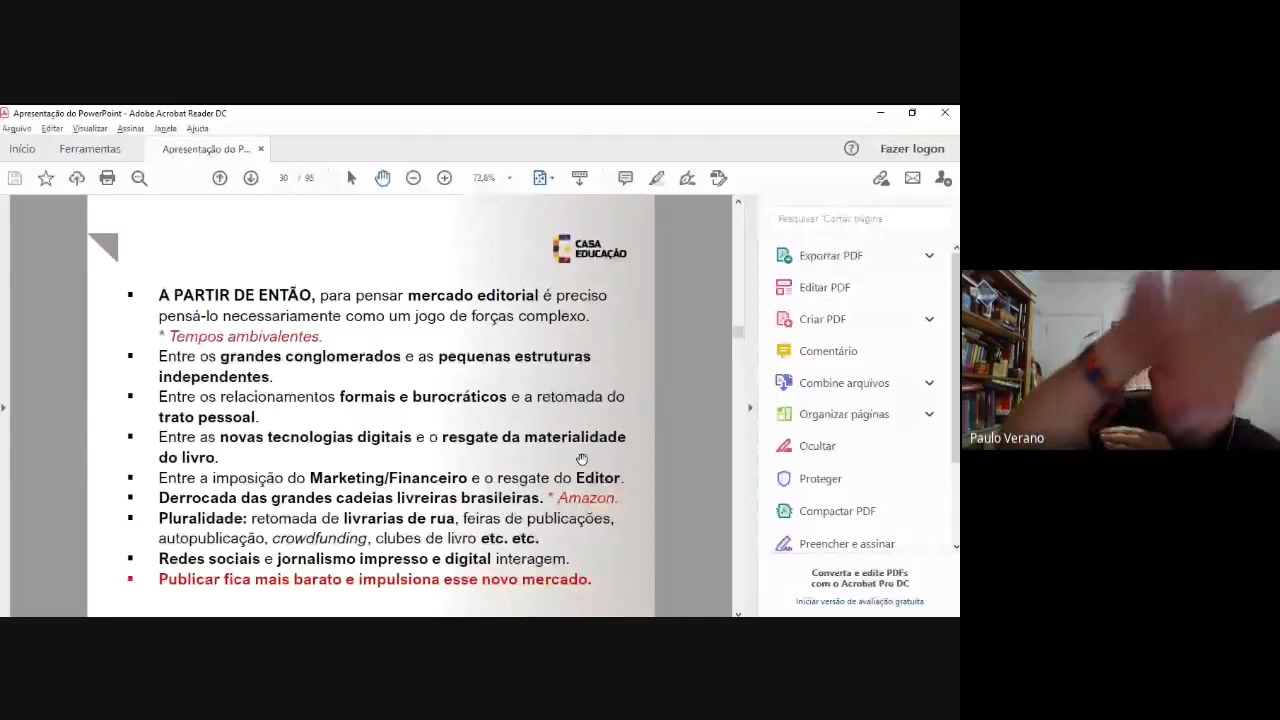 Apresentação do PowerPoint - Adobe Acrobat Reader DC
Arquivo Editar Visualizar Assinar Janela Ajuda
Início Ferramentas Apresentação do P... ×
Fazer logon
30 / 95 72,8%
Pesquisar 'Cortar página'
CASA
EDUCAÇÃO
▪ A PARTIR DE ENTÃO, para pensar mercado editorial é preciso
pensá-lo necessariamente como um jogo de forças complexo.
* Tempos ambivalentes.
▪ Entre os grandes conglomerados e as pequenas estruturas
independentes.
▪ Entre os relacionamentos formais e burocráticos e a retomada do
trato pessoal.
▪ Entre as novas tecnologias digitais e o resgate da materialidade
do livro.
▪ Entre a imposição do Marketing/Financeiro e o resgate do Editor.
▪ Derrocada das grandes cadeias livreiras brasileiras. * Amazon.
▪ Pluralidade: retomada de livrarias de rua, feiras de publicações,
autopublicação, crowdfunding, clubes de livro etc. etc.
▪ Redes sociais e jornalismo impresso e digital interagem.
▪ Publicar fica mais barato e impulsiona esse novo mercado.
Exportar PDF
Editar PDF
Criar PDF
Comentário
Combine arquivos
Organizar páginas
Ocultar
Proteger
Compactar PDF
Preencher e assinar
Converta e edite PDFs
com o Acrobat Pro DC
Iniciar versão de avaliação gratuita
Paulo Verano